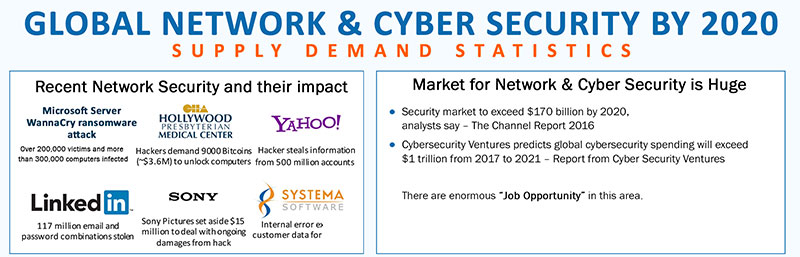 GLOBAL NETWORK & CYBER SECURITY BY 2020
SUPPLY DEMAND STATISTICS
Recent Network Security and their impact
Microsoft Server
WannaCry ransomware
attack
Over 200,000 victims and more
than 300,000 computers infected
CHA
HOLLYWOOD
PRESBYTERIAN
MEDICAL CENTER
Hackers demand 9000 Bitcoins
(~$3.6M) to unlock computers
YAHOO!
Hacker steals information
from 500 million accounts
Linked in
117 million email and
password combinations stolen
SONY
Sony Pictures set aside $15
million to deal with ongoing
damages from hack
SYSTEMA
SOFTWARE
Internal error
customer data for
Market for Network & Cyber Security is Huge
• Security market to exceed $170 billion by 2020,
analysts say – The Channel Report 2016
• Cybersecurity Ventures predicts global cybersecurity spending will exceed
$1 trillion from 2017 to 2021 – Report from Cyber Security Ventures
There are enormous "Job Opportunity" in this area.